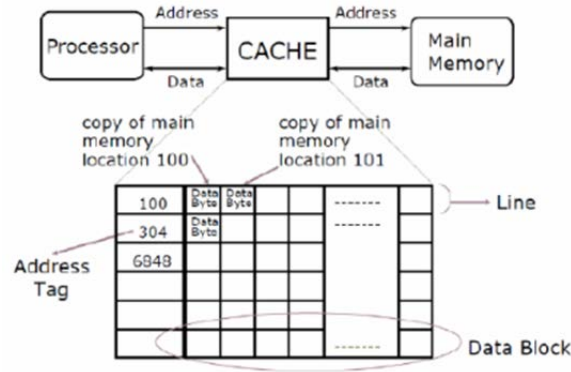 Address
Address
Processor
CACHE
Main
Memory
Data
Data
copy of main
memory
location 100
copy of main
memory
location 101
100
Data
Byte
Data
Byte
-------
Line
304
Data
Byte
-------
Address
Tag
6848
-------
Data Block